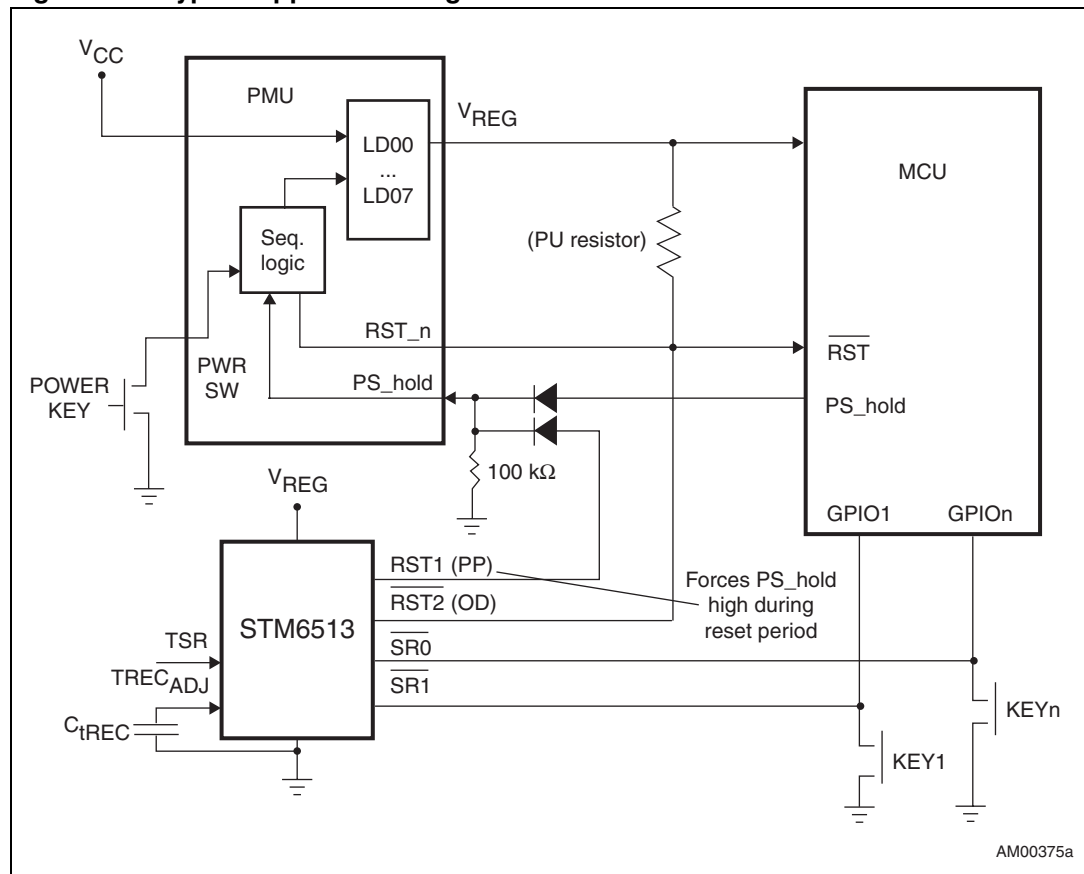 VCC
PMU
VREG
LD00
...
LD07
MCU
Seq.
logic
(PU resistor)
RST_n
RST
PWR
SW
PS_hold
PS_hold
POWER
KEY
100 kΩ
VREG
GPIO1 GPIOn
RST1 (PP)
Forces PS_hold
high during
reset period
RST2 (OD)
STM6513
TSR
SR0
TRECADJ
SR1
CtREC
KEYn
KEY1
AM00375a